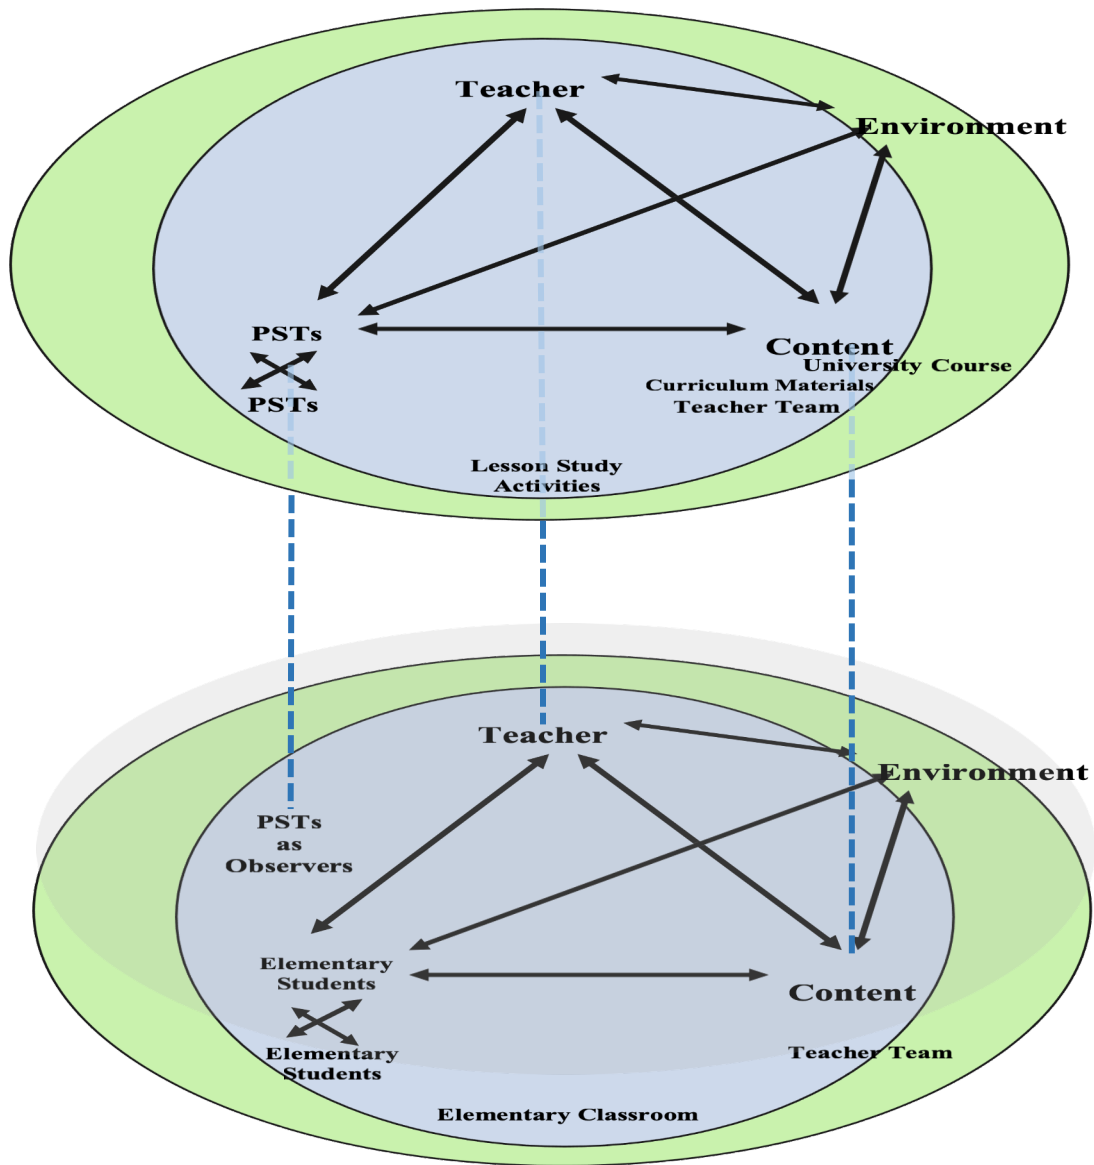 Teacher
Environment
PSTs
PSTs
Content
University Course
Curriculum Materials
Teacher Team
Lesson Study
Activities
Teacher
Environment
PSTs
as
Observers
Elementary
Students
Content
Elementary
Students
Teacher Team
Elementary Classroom